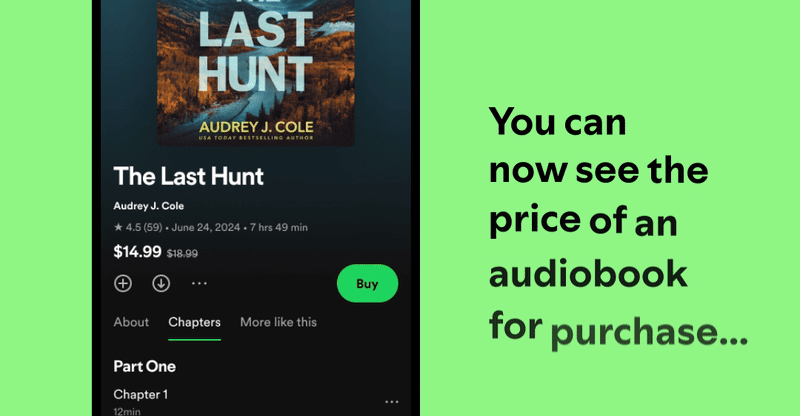 THE
LAST
HUNT
AUDREY J. COLE
USA TODAY BESTSELLING AUTHOR
The Last Hunt
Audrey J. Cole
★ 4.5 (59) • June 24, 2024 • 7 hrs 49 min
$14.99 $18.99
Buy
About Chapters More like this
Part One
Chapter 1
12min
You can
now see the
price of an
audiobook
for purchase...